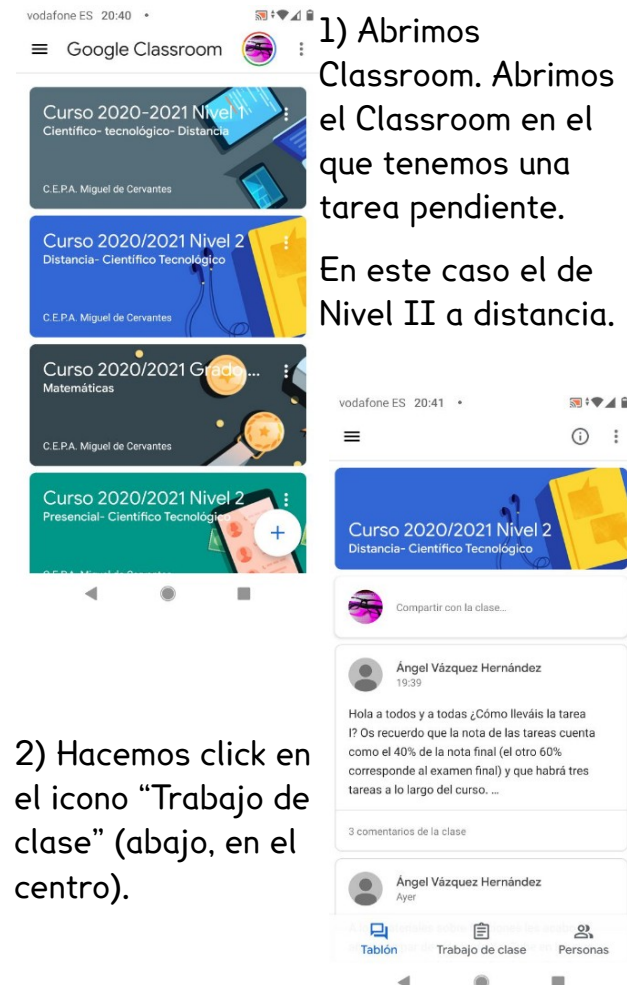 vodafone ES 20:40
Google Classroom
Curso 2020-2021 Nivel 1
Científico- tecnológico- Distancia
C.E.P.A. Miguel de Cervantes
Curso 2020/2021 Nivel 2
Distancia- Científico Tecnológico
C.E.P.A. Miguel de Cervantes
Curso 2020/2021 Grado ...
Matemáticas
C.E.P.A. Miguel de Cervantes
Curso 2020/2021 Nivel 2
Presencial- Científico Tecnológico
1) Abrimos
Classroom. Abrimos
el Classroom en el
que tenemos una
tarea pendiente.
En este caso el de
Nivel II a distancia.
2) Hacemos click en
el icono “Trabajo de
clase” (abajo, en el
centro).
vodafone ES 20:41
Curso 2020/2021 Nivel 2
Distancia- Científico Tecnológico
Compartir con la clase...
Ángel Vázquez Hernández
19:39
Hola a todos y a todas ¿Cómo lleváis la tarea
I? Os recuerdo que la nota de las tareas cuenta
como el 40% de la nota final (el otro 60%
corresponde al examen final) y que habrá tres
tareas a lo largo del curso. ...
3 comentarios de la clase
Ángel Vázquez Hernández
Ayer
Tablón
Trabajo de clase
Personas